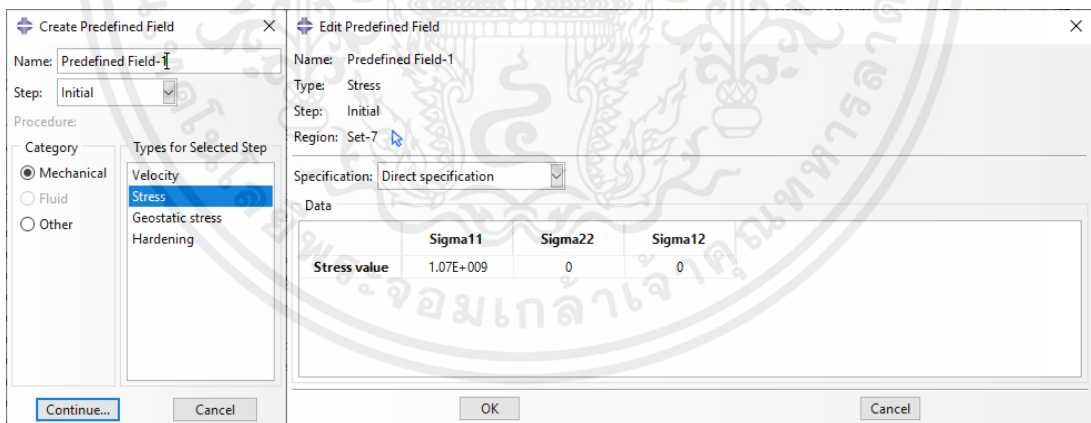 Create Predefined Field
Name: Predefined Field-1
Step: Initial
Procedure:
Category
Mechanical
Fluid
Other
Types for Selected Step
Velocity
Stress
Geostatic stress
Hardening
Continue...
Cancel
Edit Predefined Field
Name: Predefined Field-1
Type: Stress
Step: Initial
Region: Set-7
Specification: Direct specification
Data
Sigma11 Sigma22 Sigma12
Stress value 1.07E+009 0 0
OK
Cancel